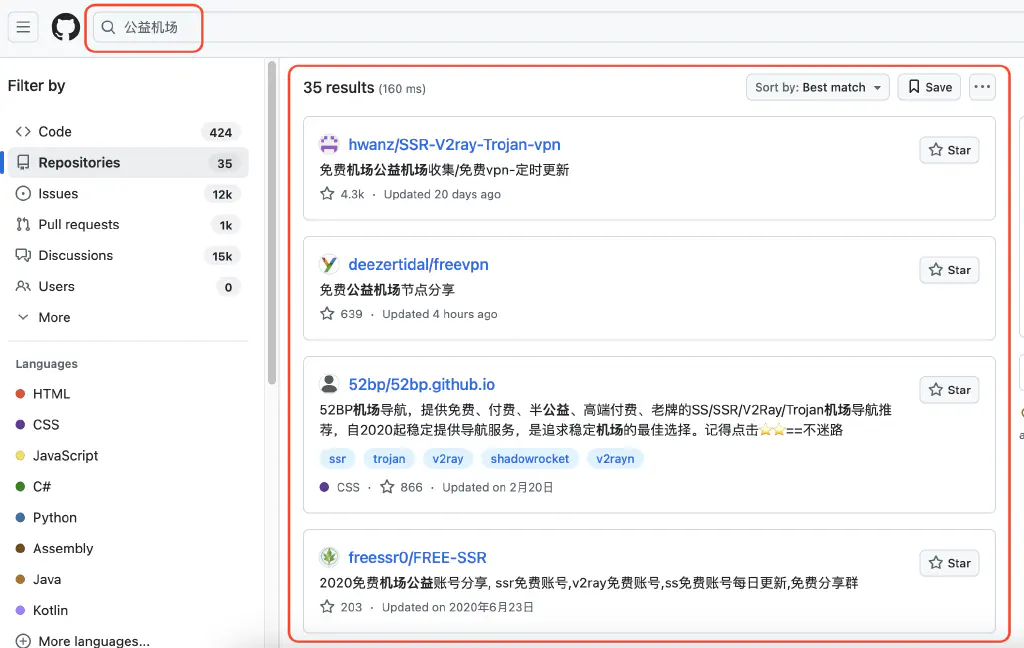 公益机场
Filter by
Code 424
Repositories 35
Issues 12k
Pull requests 1k
Discussions 15k
Users 0
More
Languages
HTML
CSS
JavaScript
C#
Python
Assembly
Java
Kotlin
More languages...
35 results (160 ms)
Sort by: Best match
Save
hwanz/SSR-V2ray-Trojan-vpn
Star
免费机场公益机场收集/免费vpn-定时更新
4.3k · Updated 20 days ago
deezertidal/freevpn
Star
免费公益机场节点分享
639 · Updated 4 hours ago
52bp/52bp.github.io
Star
52BP机场导航，提供免费、付费、半公益、高端付费、老牌的SS/SSR/V2Ray/Trojan机场导航推
荐，自2020起稳定提供导航服务，是追求稳定机场的最佳选择。记得点击⭐⭐==不迷路
ssr trojan v2ray shadowrocket v2rayn
CSS · 866 · Updated on 2月20日
freessr0/FREE-SSR
Star
2020免费机场公益账号分享, ssr免费账号,v2ray免费账号,ss免费账号每日更新,免费分享群
203 · Updated on 2020年6月23日